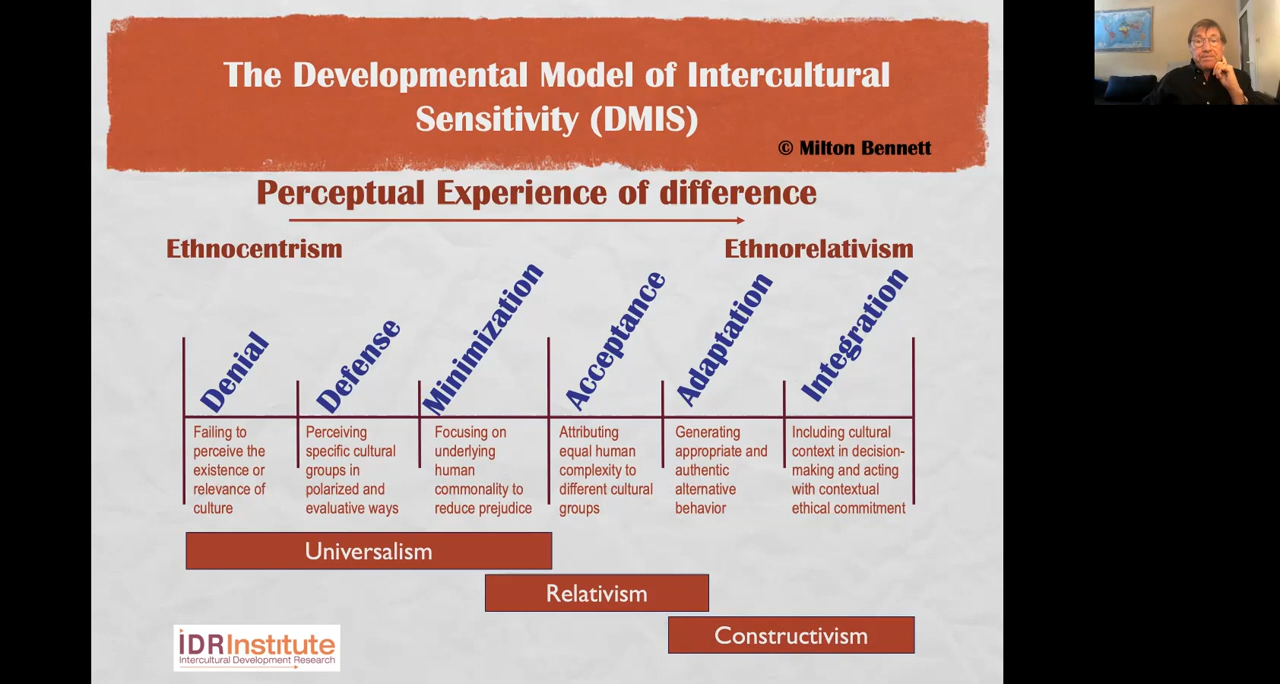 The Developmental Model of Intercultural
Sensitivity (DMIS)
© Milton Bennett
Perceptual Experience of difference
Ethnocentrism
Ethnorelativism
Denial
Defense
Minimization
Acceptance
Adaptation
Integration
Failing to
perceive the
existence or
relevance of
culture
Perceiving
specific cultural
groups in
polarized and
evaluative ways
Focusing on
underlying
human
commonality to
reduce prejudice
Attributing
equal human
complexity to
different cultural
groups
Generating
appropriate and
authentic
alternative
behavior
Including cultural
context in decision-
making and acting
with contextual
ethical commitment
Universalism
Relativism
Constructivism
IDRInstitute
Intercultural Development Research